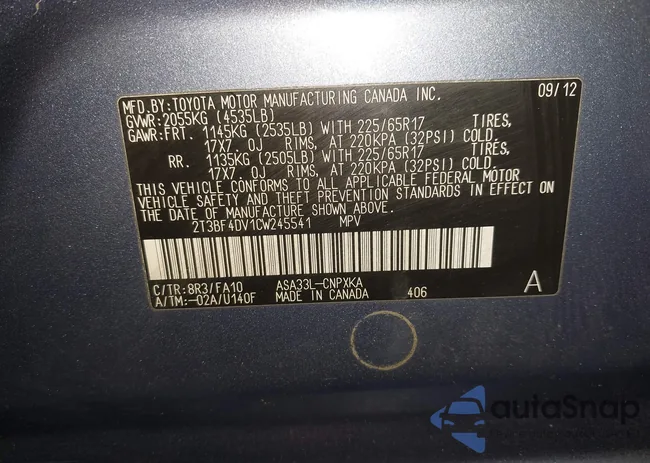 MFD.BY:TOYOTA MOTOR MANUFACTURING CANADA INC. 09/12
GVWR:2055KG (4535LB)
GAWR:FRT. 1145KG (2535LB) WITH 225/65R17 TIRES,
17X7.0J RIMS, AT 220KPA (32PSI) COLD.
RR. 1135KG (2505LB) WITH 225/65R17 TIRES,
17X7.0J RIMS, AT 220KPA (32PSI) COLD.
THIS VEHICLE CONFORMS TO ALL APPLICABLE FEDERAL MOTOR
VEHICLE SAFETY AND THEFT PREVENTION STANDARDS IN EFFECT ON
THE DATE OF MANUFACTURE SHOWN ABOVE.
2T3BF4DV1CW245541 MPV
C/TR:8R3/FA10 ASA33L-CNPXKA A
A/TM:-02A/U140F MADE IN CANADA 406
autoSnap